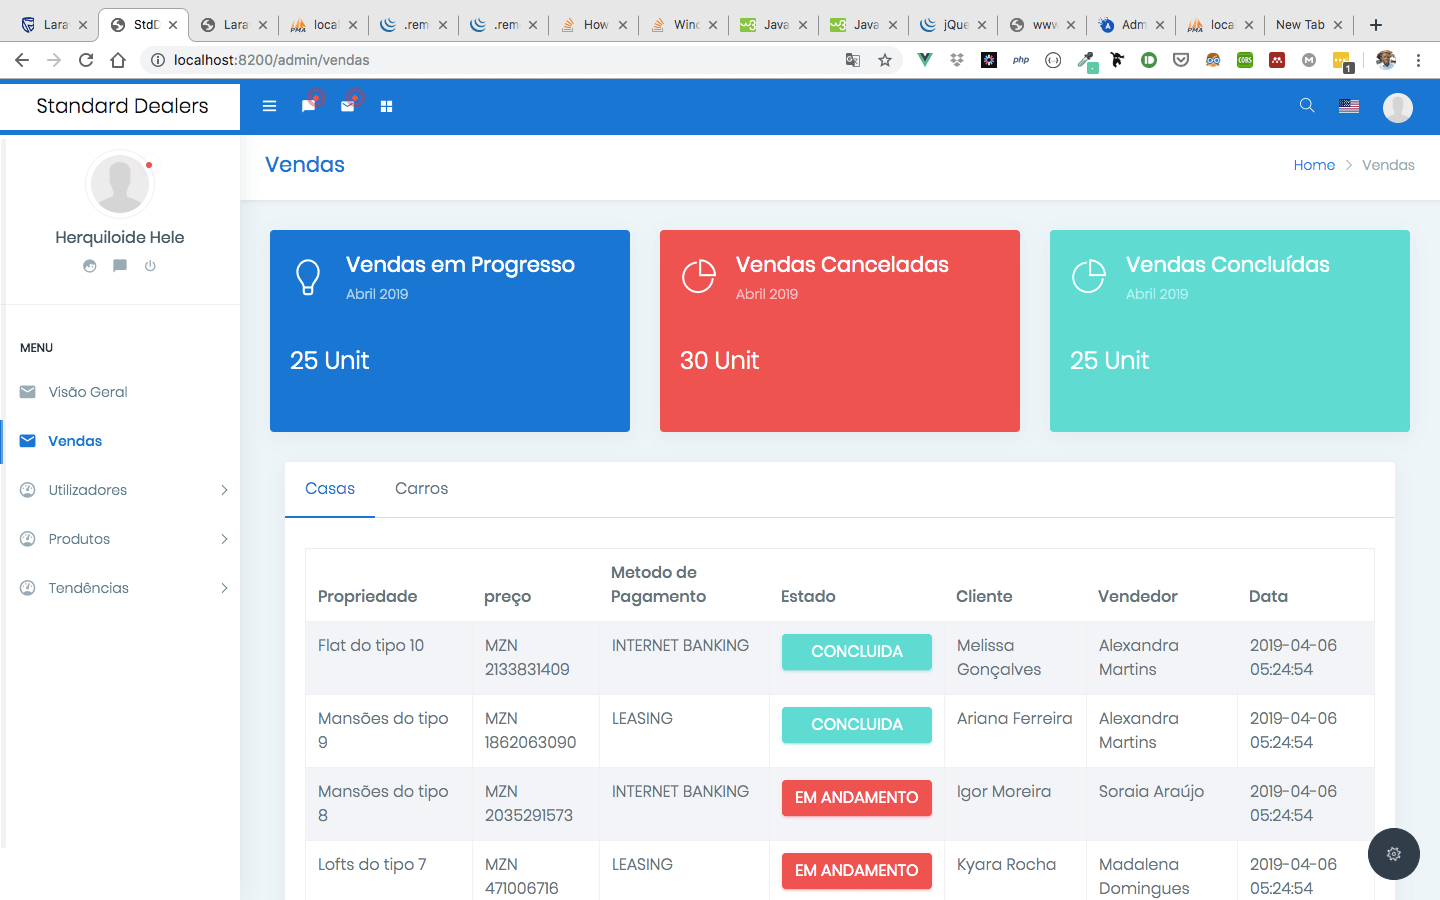 Lara
StdD
Lara
PMA local
.rem
.rem
How
Winc
w3 Java
w3 Java
jQue
www
Adm
PMA loca
New Tab
localhost:8200/admin/vendas
php
CORS
1
Standard Dealers
Vendas
Home > Vendas
Herquiloide Hele
MENU
Visão Geral
Vendas
Utilizadores
Produtos
Tendências
Vendas em Progresso
Abril 2019
25 Unit
Vendas Canceladas
Abril 2019
30 Unit
Vendas Concluídas
Abril 2019
25 Unit
Casas Carros
Propriedade preço Metodo de Pagamento Estado Cliente Vendedor Data
Flat do tipo 10 MZN 2133831409 INTERNET BANKING CONCLUIDA Melissa Gonçalves Alexandra Martins 2019-04-06 05:24:54
Mansões do tipo 9 MZN 1862063090 LEASING CONCLUIDA Ariana Ferreira Alexandra Martins 2019-04-06 05:24:54
Mansões do tipo 8 MZN 2035291573 INTERNET BANKING EM ANDAMENTO Igor Moreira Soraia Araújo 2019-04-06 05:24:54
Lofts do tipo 7 MZN 471006716 LEASING EM ANDAMENTO Kyara Rocha Madalena Domingues 2019-04-06 05:24:54